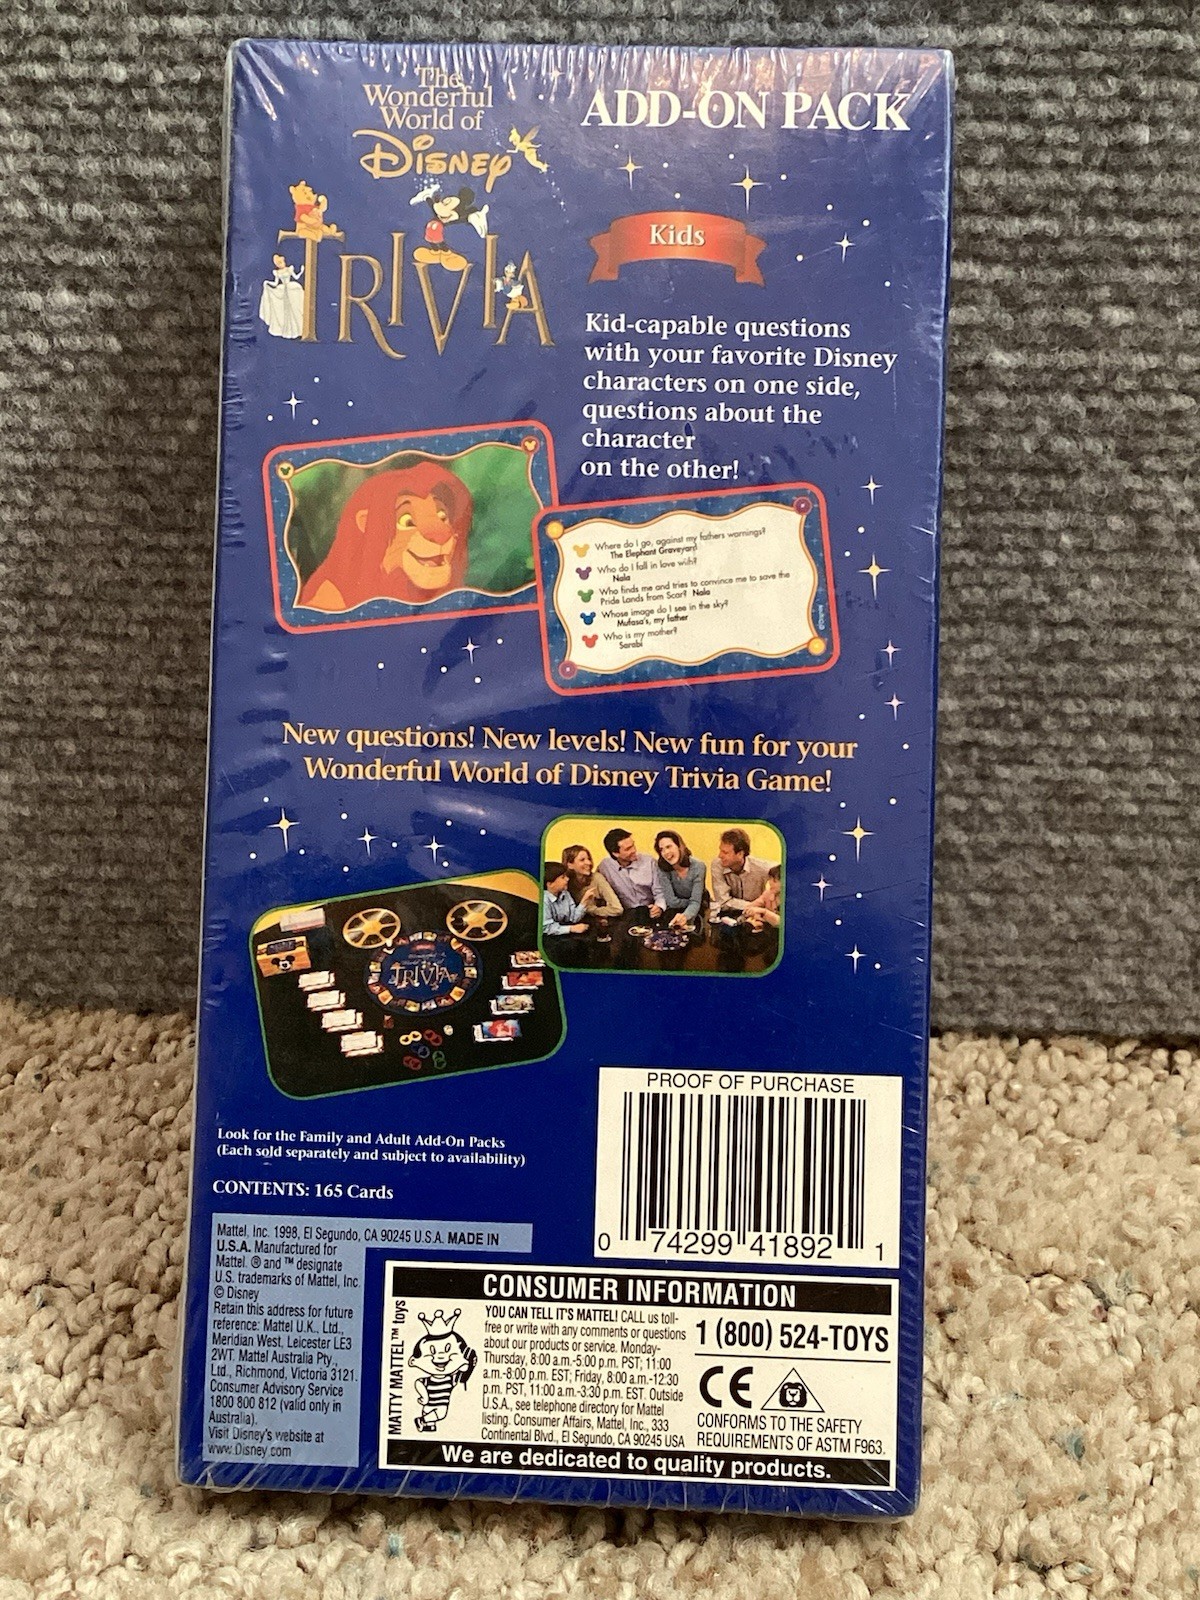 The
Wonderful
World of
Disney
TRIVIA
ADD-ON PACK
Kids
Kid-capable questions
with your favorite Disney
characters on one side,
questions about the
character
on the other!
Where do I go, against my fathers warnings?
The Elephant Graveyard
Who do I fall in love with?
Nala
Who finds me and tries to convince me to save the
Pride Lands from Scar? Nala
Whose image do I see in the sky?
Mufasa's, my father
Who is my mother?
Sarabi
New questions! New levels! New fun for your
Wonderful World of Disney Trivia Game!
TRIVIA
Look for the Family and Adult Add-On Packs
(Each sold separately and subject to availability)
CONTENTS: 165 Cards
Mattel, Inc. 1998, El Segundo, CA 90245 U.S.A. MADE IN
U.S.A. Manufactured for
Mattel. ® and ™ designate
U.S. trademarks of Mattel, Inc.
© Disney
Retain this address for future
reference: Mattel U.K., Ltd.,
Meridian West, Leicester LE3
2WT. Mattel Australia Pty.,
Ltd., Richmond, Victoria 3121.
Consumer Advisory Service
1800 800 812 (valid only in
Australia).
Visit Disney's website at
www.Disney.com
PROOF OF PURCHASE
0 74299 41892 1
CONSUMER INFORMATION
MATTY MATTEL™ toys
YOU CAN TELL IT'S MATTEL! CALL us toll-
free or write with any comments or questions
about our products or service. Monday-
Thursday, 8:00 a.m.-5:00 p.m. PST; 11:00
a.m.-8:00 p.m. EST; Friday, 8:00 a.m.-12:30
p.m. PST, 11:00 a.m.-3:30 p.m. EST. Outside
U.S.A., see telephone directory for Mattel
listing. Consumer Affairs, Mattel, Inc., 333
Continental Blvd., El Segundo, CA 90245 USA
1 (800) 524-TOYS
CE
CONFORMS TO THE SAFETY
REQUIREMENTS OF ASTM F963.
We are dedicated to quality products.